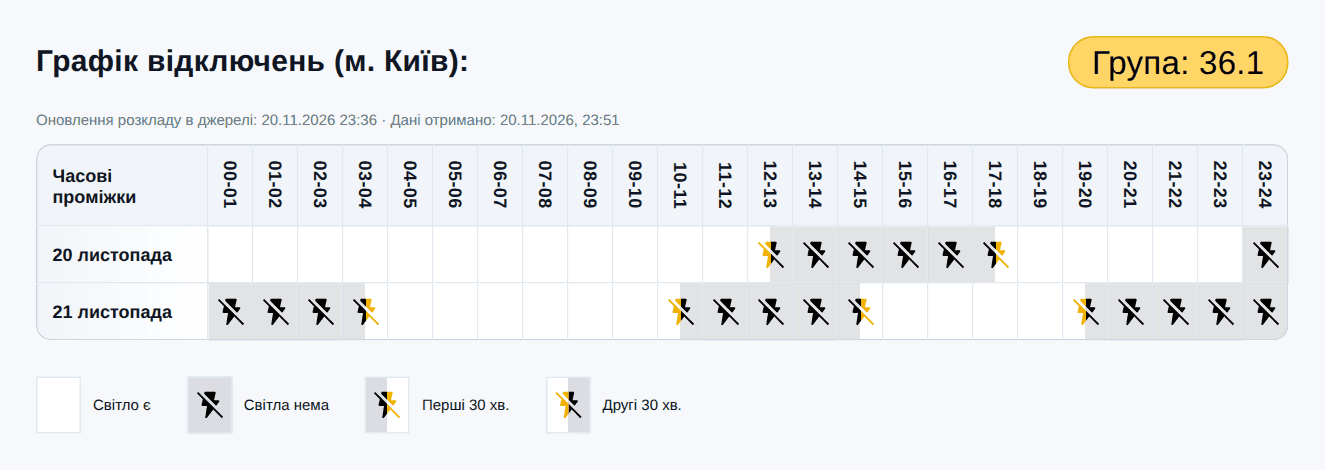 Графік відключень (м. Київ):
Група: 36.1
Оновлення розкладу в джерелі: 20.11.2026 23:36 · Дані отримано: 20.11.2026, 23:51
Часові
проміжки
00-01
01-02
02-03
03-04
04-05
05-06
06-07
07-08
08-09
09-10
10-11
11-12
12-13
13-14
14-15
15-16
16-17
17-18
18-19
19-20
20-21
21-22
22-23
23-24
20 листопада
21 листопада
Світло є
Світла нема
Перші 30 хв.
Другі 30 хв.